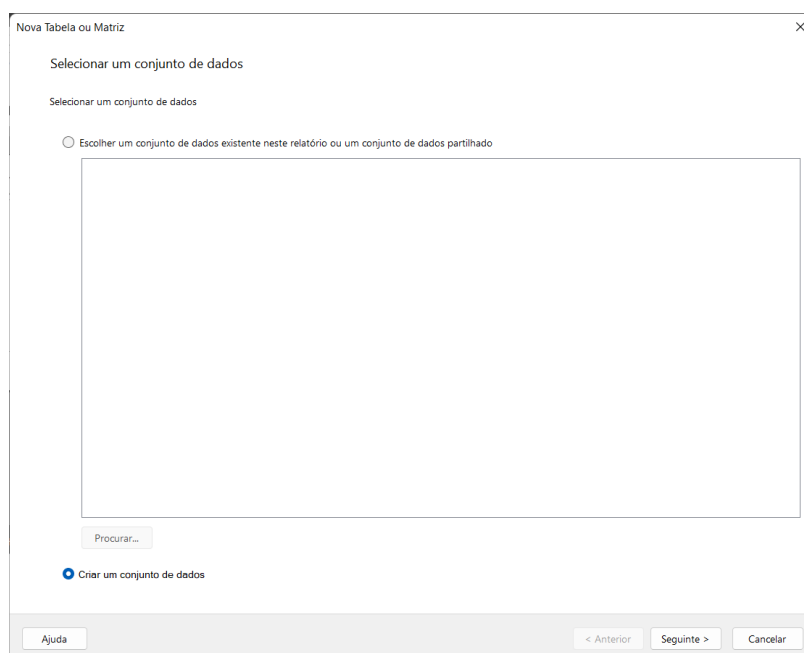 Nova Tabela ou Matriz
Selecionar um conjunto de dados
Selecionar um conjunto de dados
Escolher um conjunto de dados existente neste relatório ou um conjunto de dados partilhado
Procurar...
Criar um conjunto de dados
Ajuda
< Anterior
Seguinte >
Cancelar